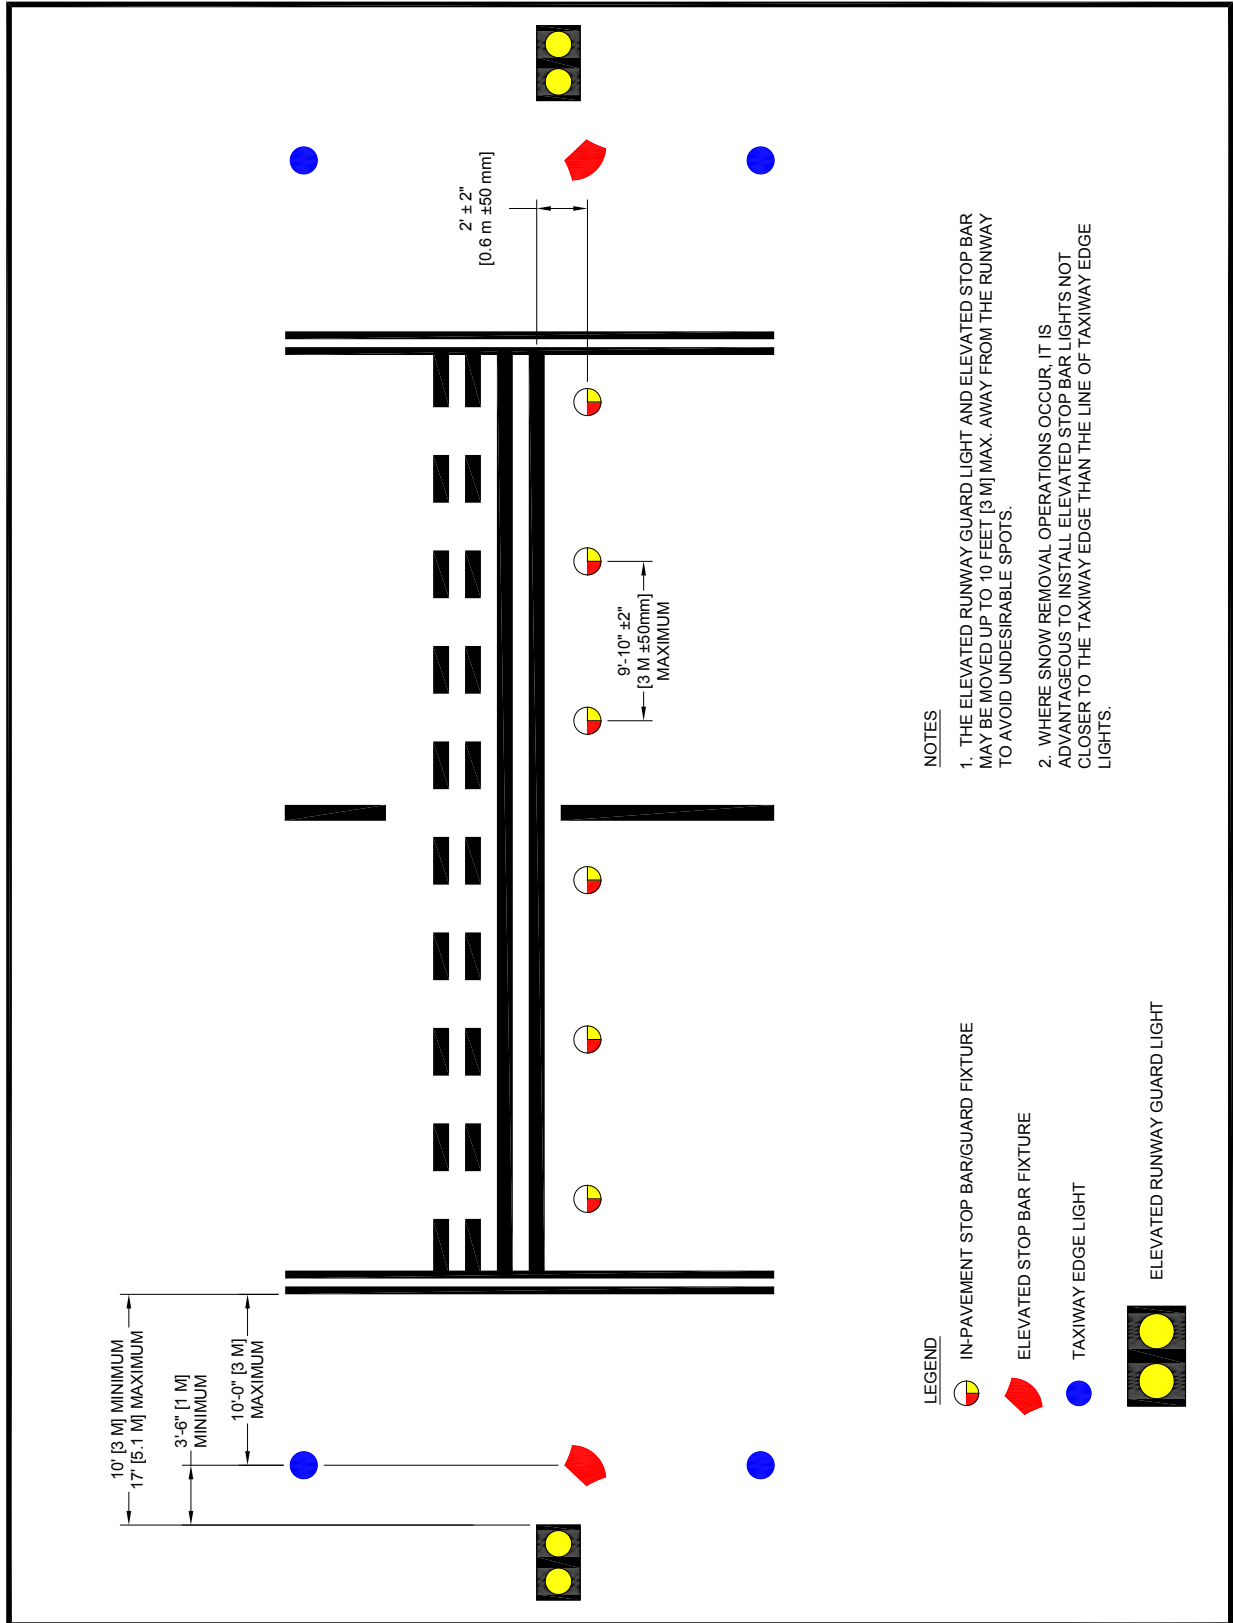 10' [3 M] MINIMUM
17' [5.1 M] MAXIMUM
3'-6" [1 M]
MINIMUM
10'-0" [3 M]
MAXIMUM
9'-10" ±2"
[3 M ±50mm]
MAXIMUM
2' ± 2"
[0.6 m ±50 mm]
LEGEND
IN-PAVEMENT STOP BAR/GUARD FIXTURE
ELEVATED STOP BAR FIXTURE
TAXIWAY EDGE LIGHT
ELEVATED RUNWAY GUARD LIGHT
NOTES
1. THE ELEVATED RUNWAY GUARD LIGHT AND ELEVATED STOP BAR
MAY BE MOVED UP TO 10 FEET [3 M] MAX. AWAY FROM THE RUNWAY
TO AVOID UNDESIRABLE SPOTS.
2. WHERE SNOW REMOVAL OPERATIONS OCCUR, IT IS
ADVANTAGEOUS TO INSTALL ELEVATED STOP BAR LIGHTS NOT
CLOSER TO THE TAXIWAY EDGE THAN THE LINE OF TAXIWAY EDGE
LIGHTS.